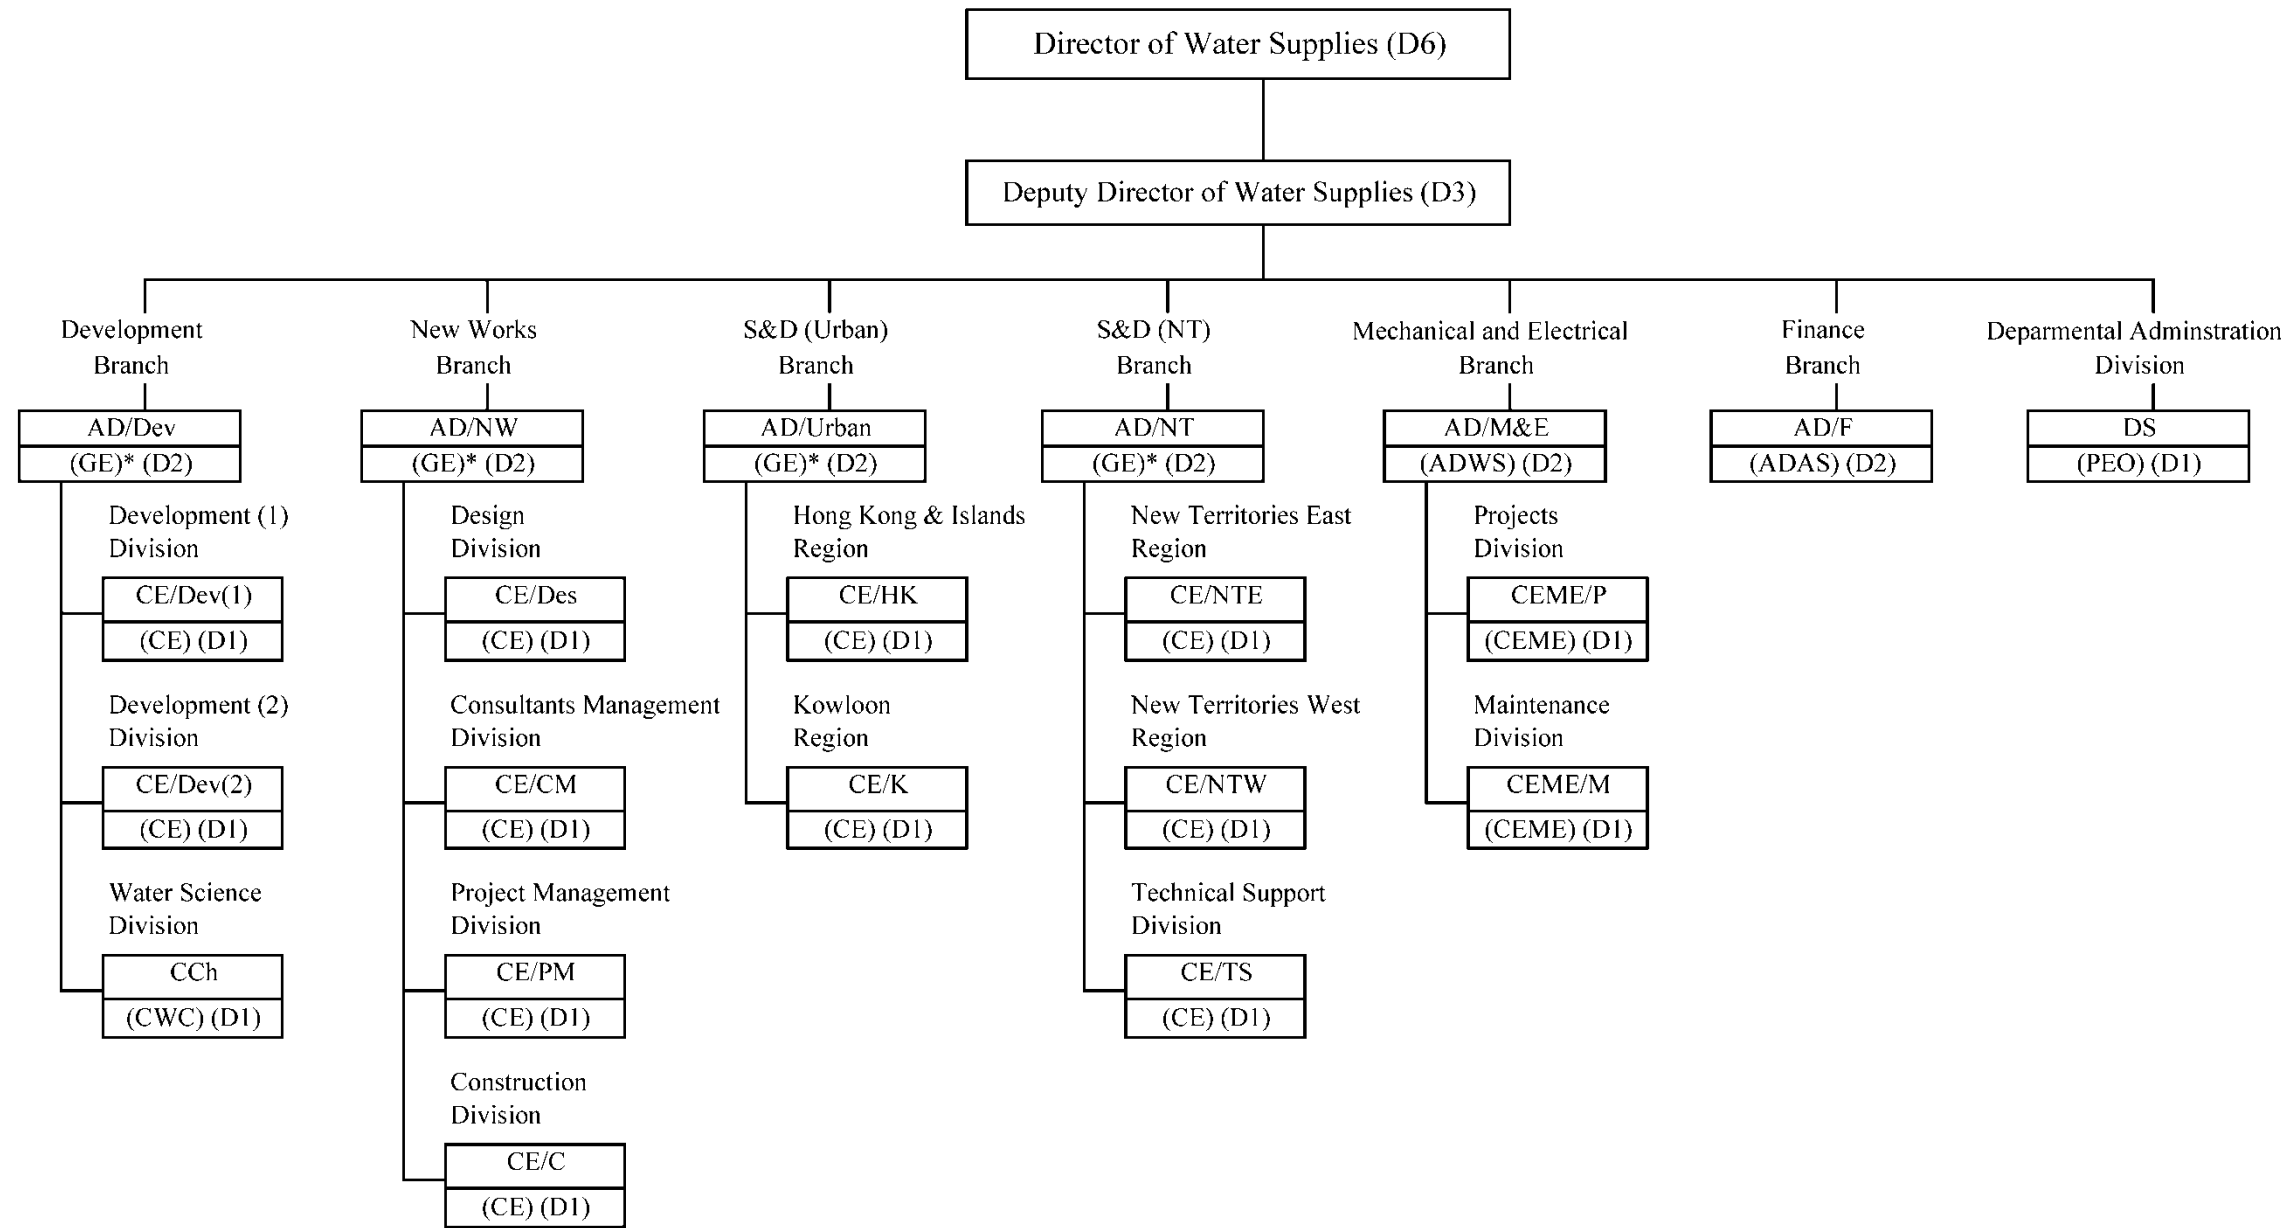 Director of Water Supplies (D6)
Deputy Director of Water Supplies (D3)
Development
Branch
AD/Dev
(GE)* (D2)
Development (1)
Division
CE/Dev(1)
(CE) (D1)
Development (2)
Division
CE/Dev(2)
(CE) (D1)
Water Science
Division
CCh
(CWC) (D1)
New Works
Branch
AD/NW
(GE)* (D2)
Design
Division
CE/Des
(CE) (D1)
Consultants Management
Division
CE/CM
(CE) (D1)
Project Management
Division
CE/PM
(CE) (D1)
Construction
Division
CE/C
(CE) (D1)
S&D (Urban)
Branch
AD/Urban
(GE)* (D2)
Hong Kong & Islands
Region
CE/HK
(CE) (D1)
Kowloon
Region
CE/K
(CE) (D1)
S&D (NT)
Branch
AD/NT
(GE)* (D2)
New Territories East
Region
CE/NTE
(CE) (D1)
New Territories West
Region
CE/NTW
(CE) (D1)
Technical Support
Division
CE/TS
(CE) (D1)
Mechanical and Electrical
Branch
AD/M&E
(ADWS) (D2)
Projects
Division
CEME/P
(CEME) (D1)
Maintenance
Division
CEME/M
(CEME) (D1)
Finance
Branch
AD/F
(ADAS) (D2)
Deparmental Adminstration
Division
DS
(PEO) (D1)